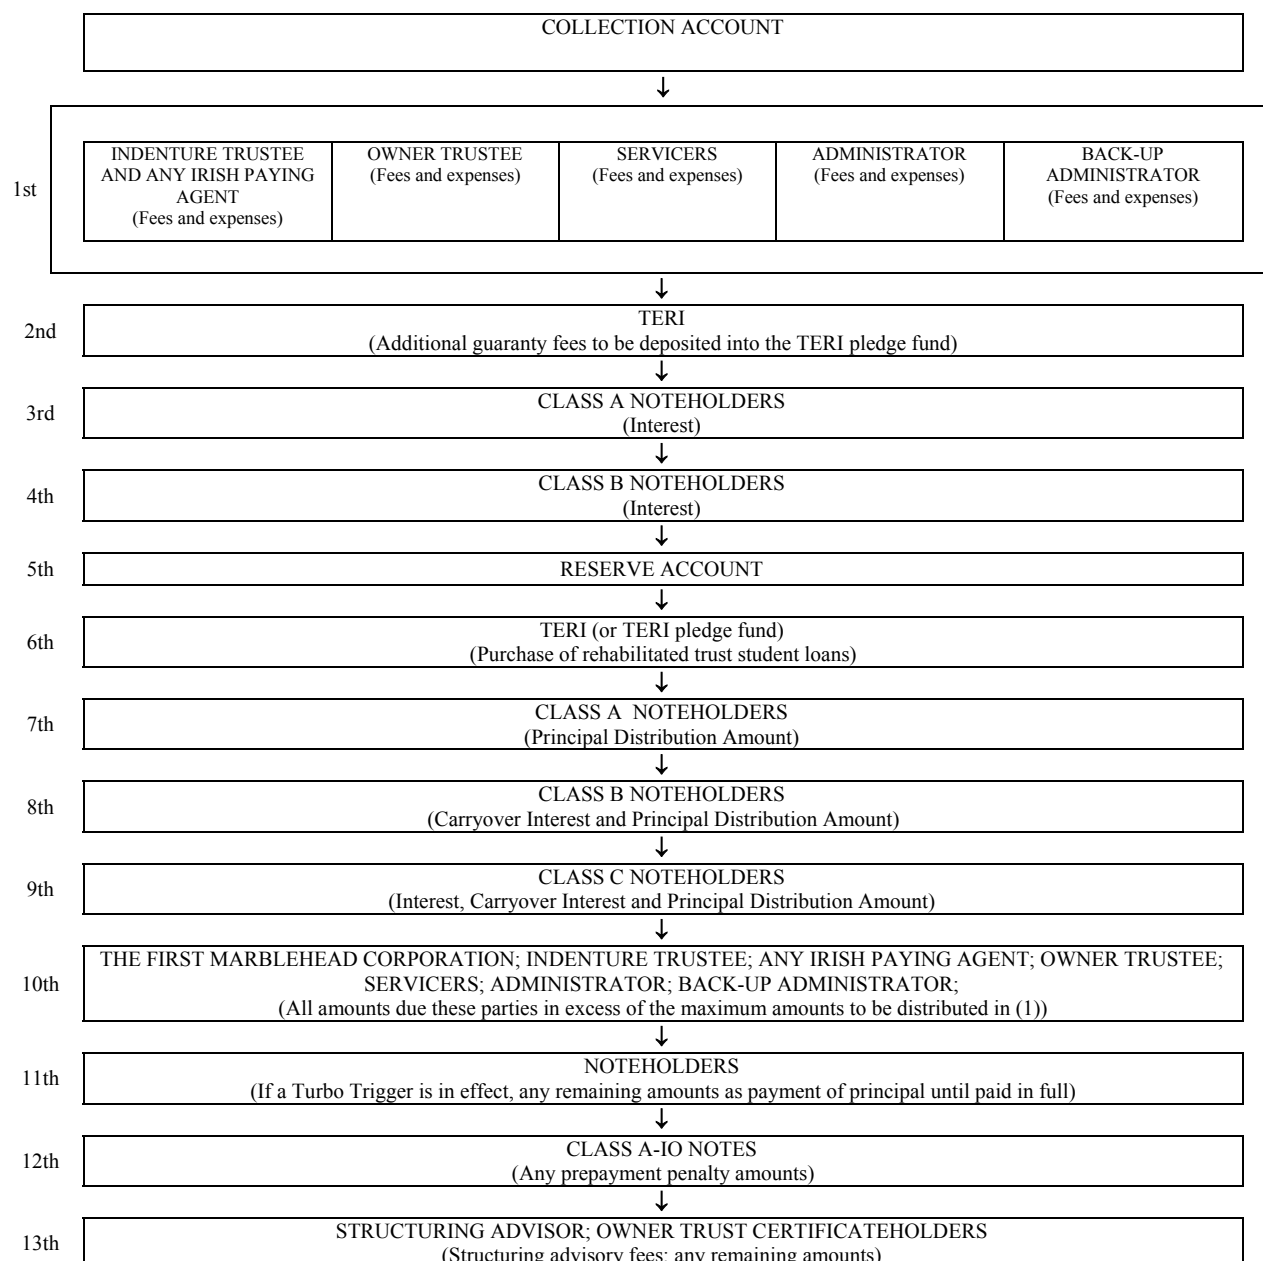 COLLECTION ACCOUNT
1st
INDENTURE TRUSTEE
AND ANY IRISH PAYING
AGENT
(Fees and expenses)
OWNER TRUSTEE
(Fees and expenses)
SERVICERS
(Fees and expenses)
ADMINISTRATOR
(Fees and expenses)
BACK-UP
ADMINISTRATOR
(Fees and expenses)
2nd
TERI
(Additional guaranty fees to be deposited into the TERI pledge fund)
3rd
CLASS A NOTEHOLDERS
(Interest)
4th
CLASS B NOTEHOLDERS
(Interest)
5th
RESERVE ACCOUNT
6th
TERI (or TERI pledge fund)
(Purchase of rehabilitated trust student loans)
7th
CLASS A NOTEHOLDERS
(Principal Distribution Amount)
8th
CLASS B NOTEHOLDERS
(Carryover Interest and Principal Distribution Amount)
9th
CLASS C NOTEHOLDERS
(Interest, Carryover Interest and Principal Distribution Amount)
10th
THE FIRST MARBLEHEAD CORPORATION; INDENTURE TRUSTEE; ANY IRISH PAYING AGENT; OWNER TRUSTEE;
SERVICERS; ADMINISTRATOR; BACK-UP ADMINISTRATOR;
(All amounts due these parties in excess of the maximum amounts to be distributed in (1))
11th
NOTEHOLDERS
(If a Turbo Trigger is in effect, any remaining amounts as payment of principal until paid in full)
12th
CLASS A-IO NOTES
(Any prepayment penalty amounts)
13th
STRUCTURING ADVISOR; OWNER TRUST CERTIFICATEHOLDERS
(Structuring advisory fees; any remaining amounts)